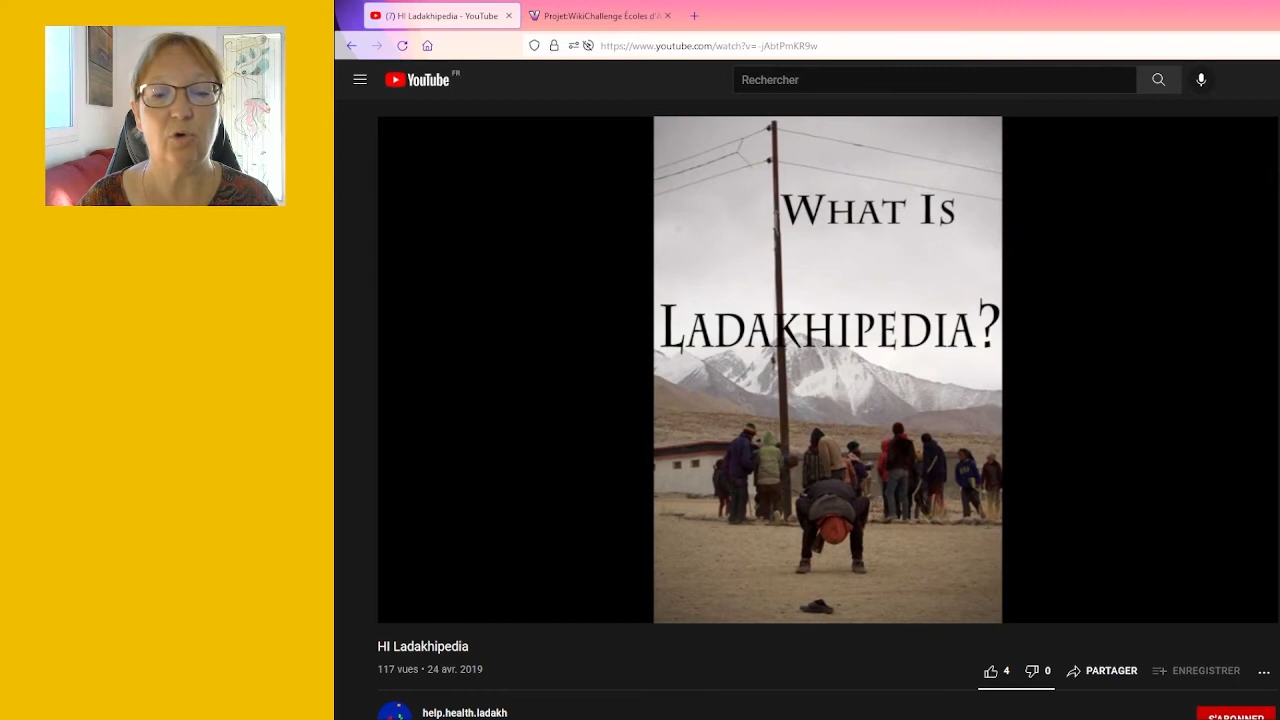 (7) HI Ladakhipedia - YouTube
Projet:WikiChallenge Écoles d'A
https://www.youtube.com/watch?v=-jAbtPmKR9w
YouTube FR
Rechercher
WHAT IS
LADAKHIPEDIA?
HI Ladakhipedia
117 vues • 24 avr. 2019
4
0
PARTAGER
ENREGISTRER
help.health.ladakh
S'ABONNER